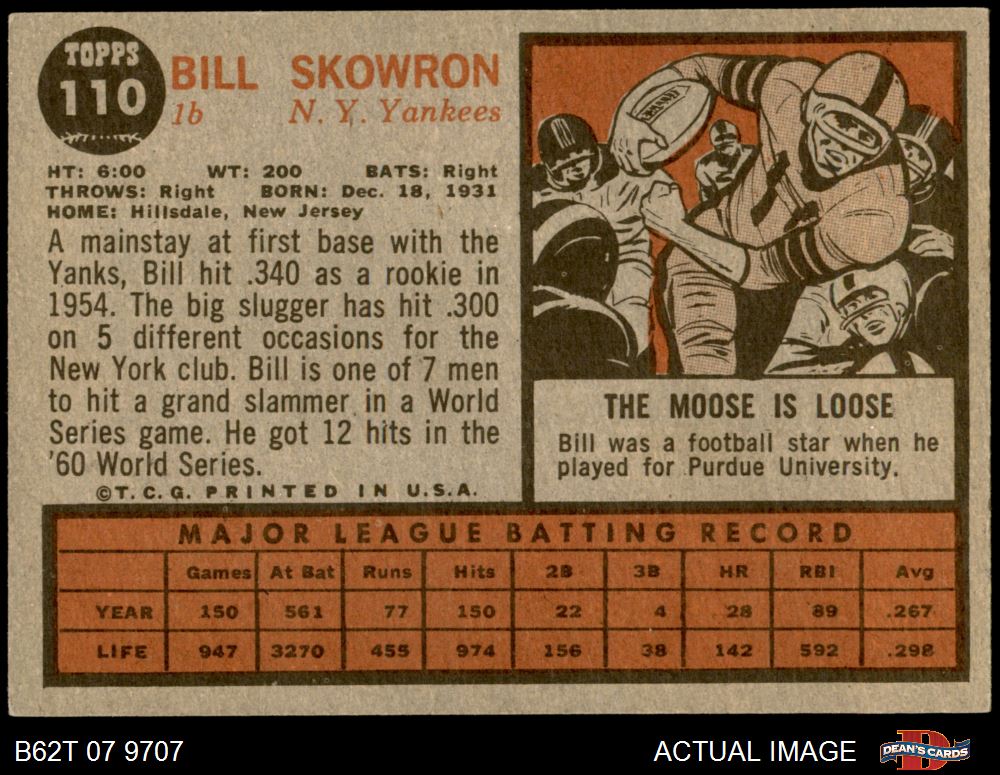 TOPPS
110
BILL SKOWRON
1b N. Y. Yankees
HT: 6:00 WT: 200 BATS: Right
THROWS: Right BORN: Dec. 18, 1931
HOME: Hillsdale, New Jersey
A mainstay at first base with the
Yanks, Bill hit .340 as a rookie in
1954. The big slugger has hit .300
on 5 different occasions for the
New York club. Bill is one of 7 men
to hit a grand slammer in a World
Series game. He got 12 hits in the
'60 World Series.
©T.C.G. PRINTED IN U.S.A.
THE MOOSE IS LOOSE
Bill was a football star when he
played for Purdue University.
MAJOR LEAGUE BATTING RECORD
Games At Bat Runs Hits 2B 3B HR RBI Avg
YEAR 150 561 77 150 22 4 28 89 .267
LIFE 947 3270 455 974 156 38 142 592 .298
B62T 07 9707 ACTUAL IMAGE DEAN'S CARDS